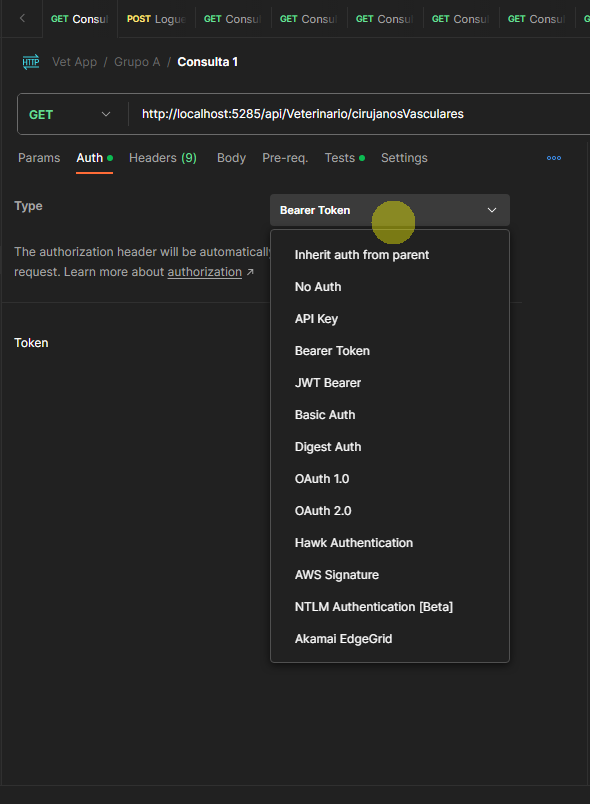 GET Consul POST Logue GET Consul GET Consul GET Consul GET Consul GET Consul
HTTP Vet App / Grupo A / Consulta 1
GET http://localhost:5285/api/Veterinario/cirujanosVasculares
Params Auth Headers (9) Body Pre-req. Tests Settings
Type Bearer Token
The authorization header will be automatically
request. Learn more about authorization ↗
Token
Inherit auth from parent
No Auth
API Key
Bearer Token
JWT Bearer
Basic Auth
Digest Auth
OAuth 1.0
OAuth 2.0
Hawk Authentication
AWS Signature
NTLM Authentication [Beta]
Akamai EdgeGrid